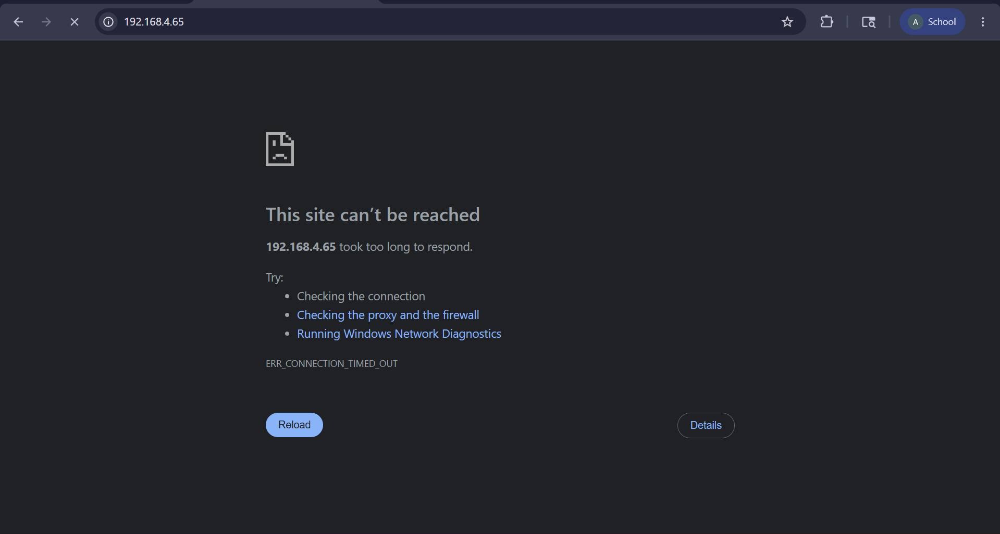 192.168.4.65
A School
This site can’t be reached
192.168.4.65 took too long to respond.
Try:
Checking the connection
Checking the proxy and the firewall
Running Windows Network Diagnostics
ERR_CONNECTION_TIMED_OUT
Reload
Details